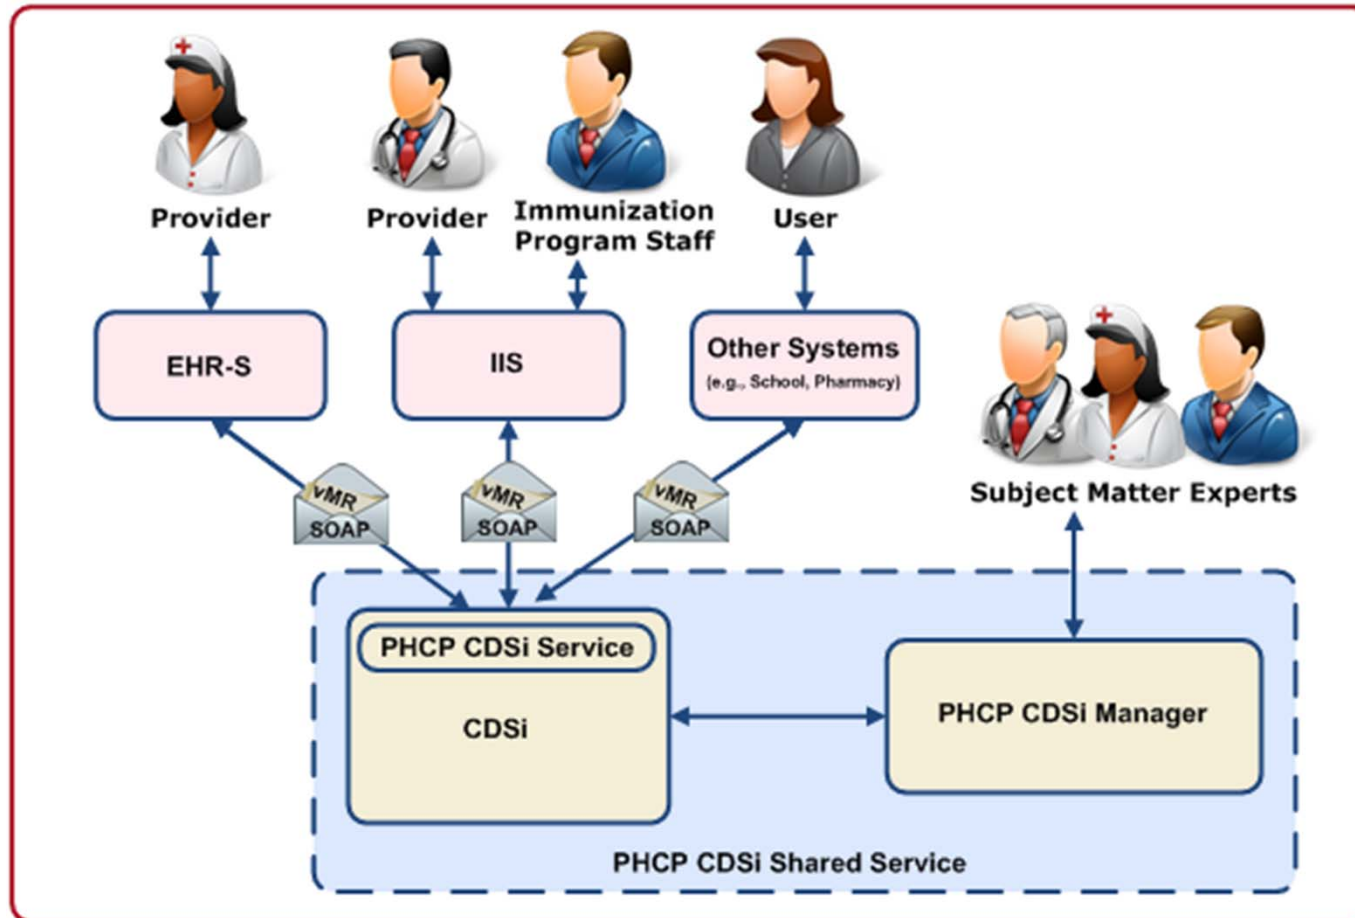 Provider
Provider
Immunization
Program Staff
User
EHR-S
IIS
Other Systems
(e.g., School, Pharmacy)
vMR
SOAP
vMR
SOAP
vMR
SOAP
Subject Matter Experts
PHCP CDSi Service
CDSi
PHCP CDSi Manager
PHCP CDSi Shared Service